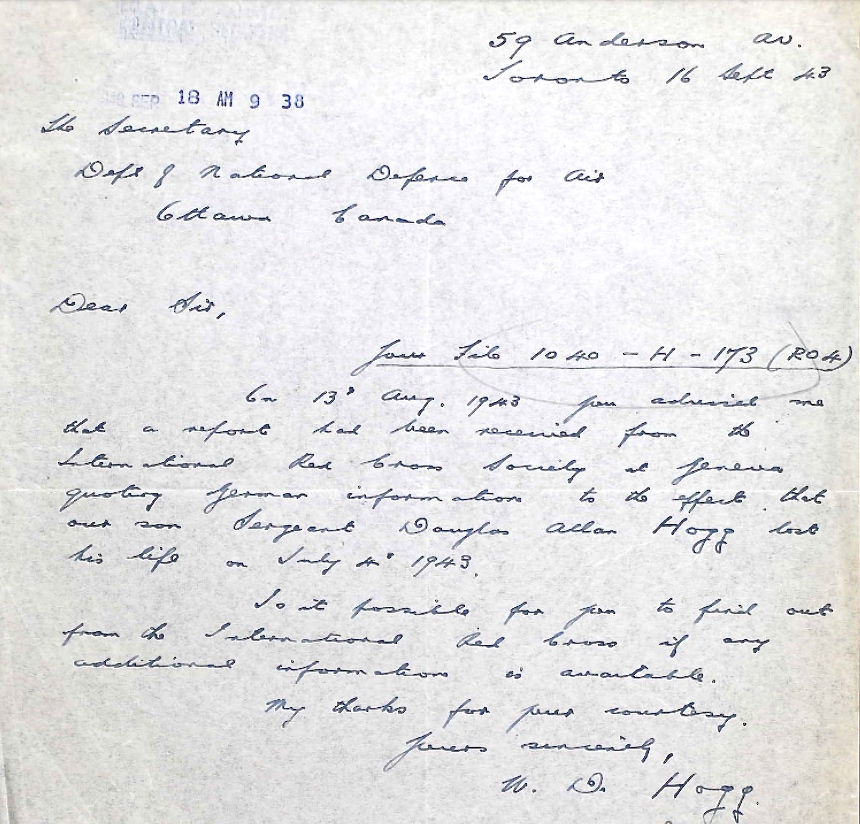 59 Anderson Av.
Toronto 16 Sept 43
SEP 18 AM 9 38
The Secretary
Dept of National Defence for Air
Ottawa Canada
Dear Sir,
Your File 1040 - H - 173 (RO4)
On 13º Aug. 1943 you advised me
that a report had been received from the
International Red Cross Society at Geneva
quoting German information to the effect that
our son Sergeant Douglas Allan Hogg lost
his life on July 4º 1943.
Is it possible for you to find out
from the International Red Cross if any
additional information is available.
My thanks for your courtesy.
Yours sincerely,
W. D. Hogg.